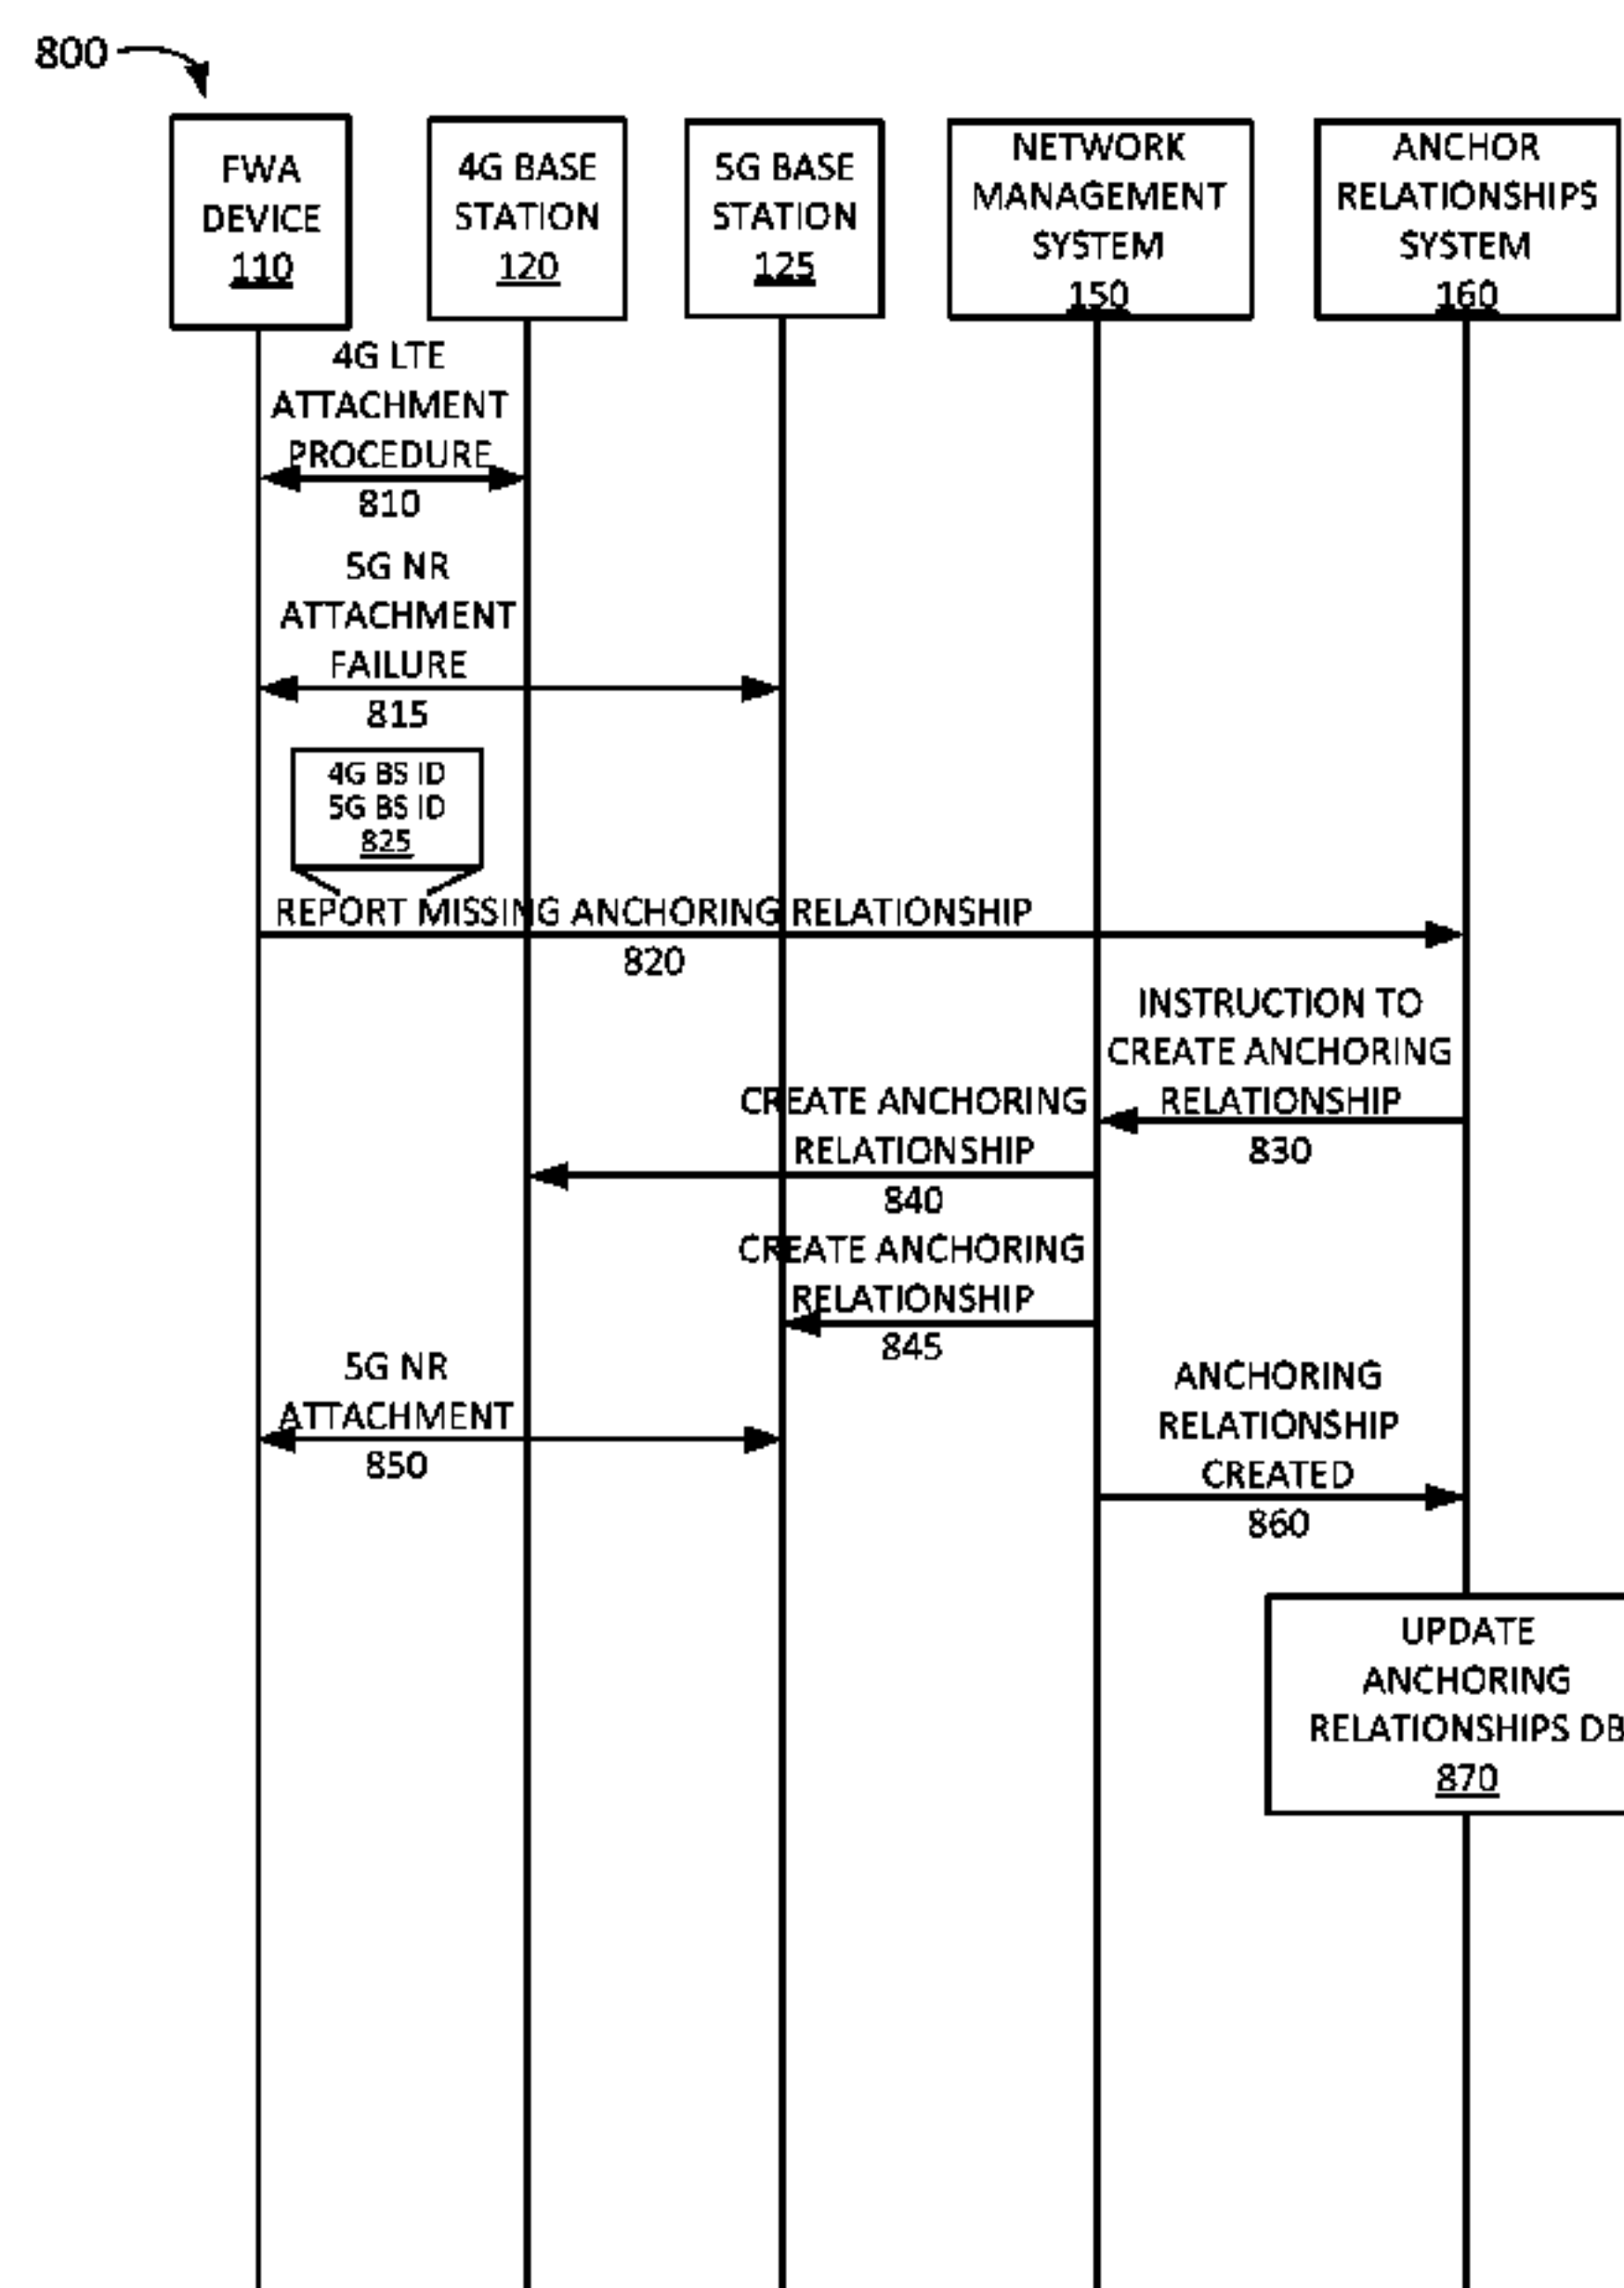 800
FWA
DEVICE
110
4G BASE
STATION
120
5G BASE
STATION
125
NETWORK
MANAGEMENT
SYSTEM
150
ANCHOR
RELATIONSHIPS
SYSTEM
160
4G LTE
ATTACHMENT
PROCEDURE
810
5G NR
ATTACHMENT
FAILURE
815
4G BS ID
5G BS ID
825
REPORT MISSING ANCHORING RELATIONSHIP
820
INSTRUCTION TO
CREATE ANCHORING
RELATIONSHIP
830
CREATE ANCHORING
RELATIONSHIP
840
CREATE ANCHORING
RELATIONSHIP
845
5G NR
ATTACHMENT
850
ANCHORING
RELATIONSHIP
CREATED
860
UPDATE
ANCHORING
RELATIONSHIPS DB
870